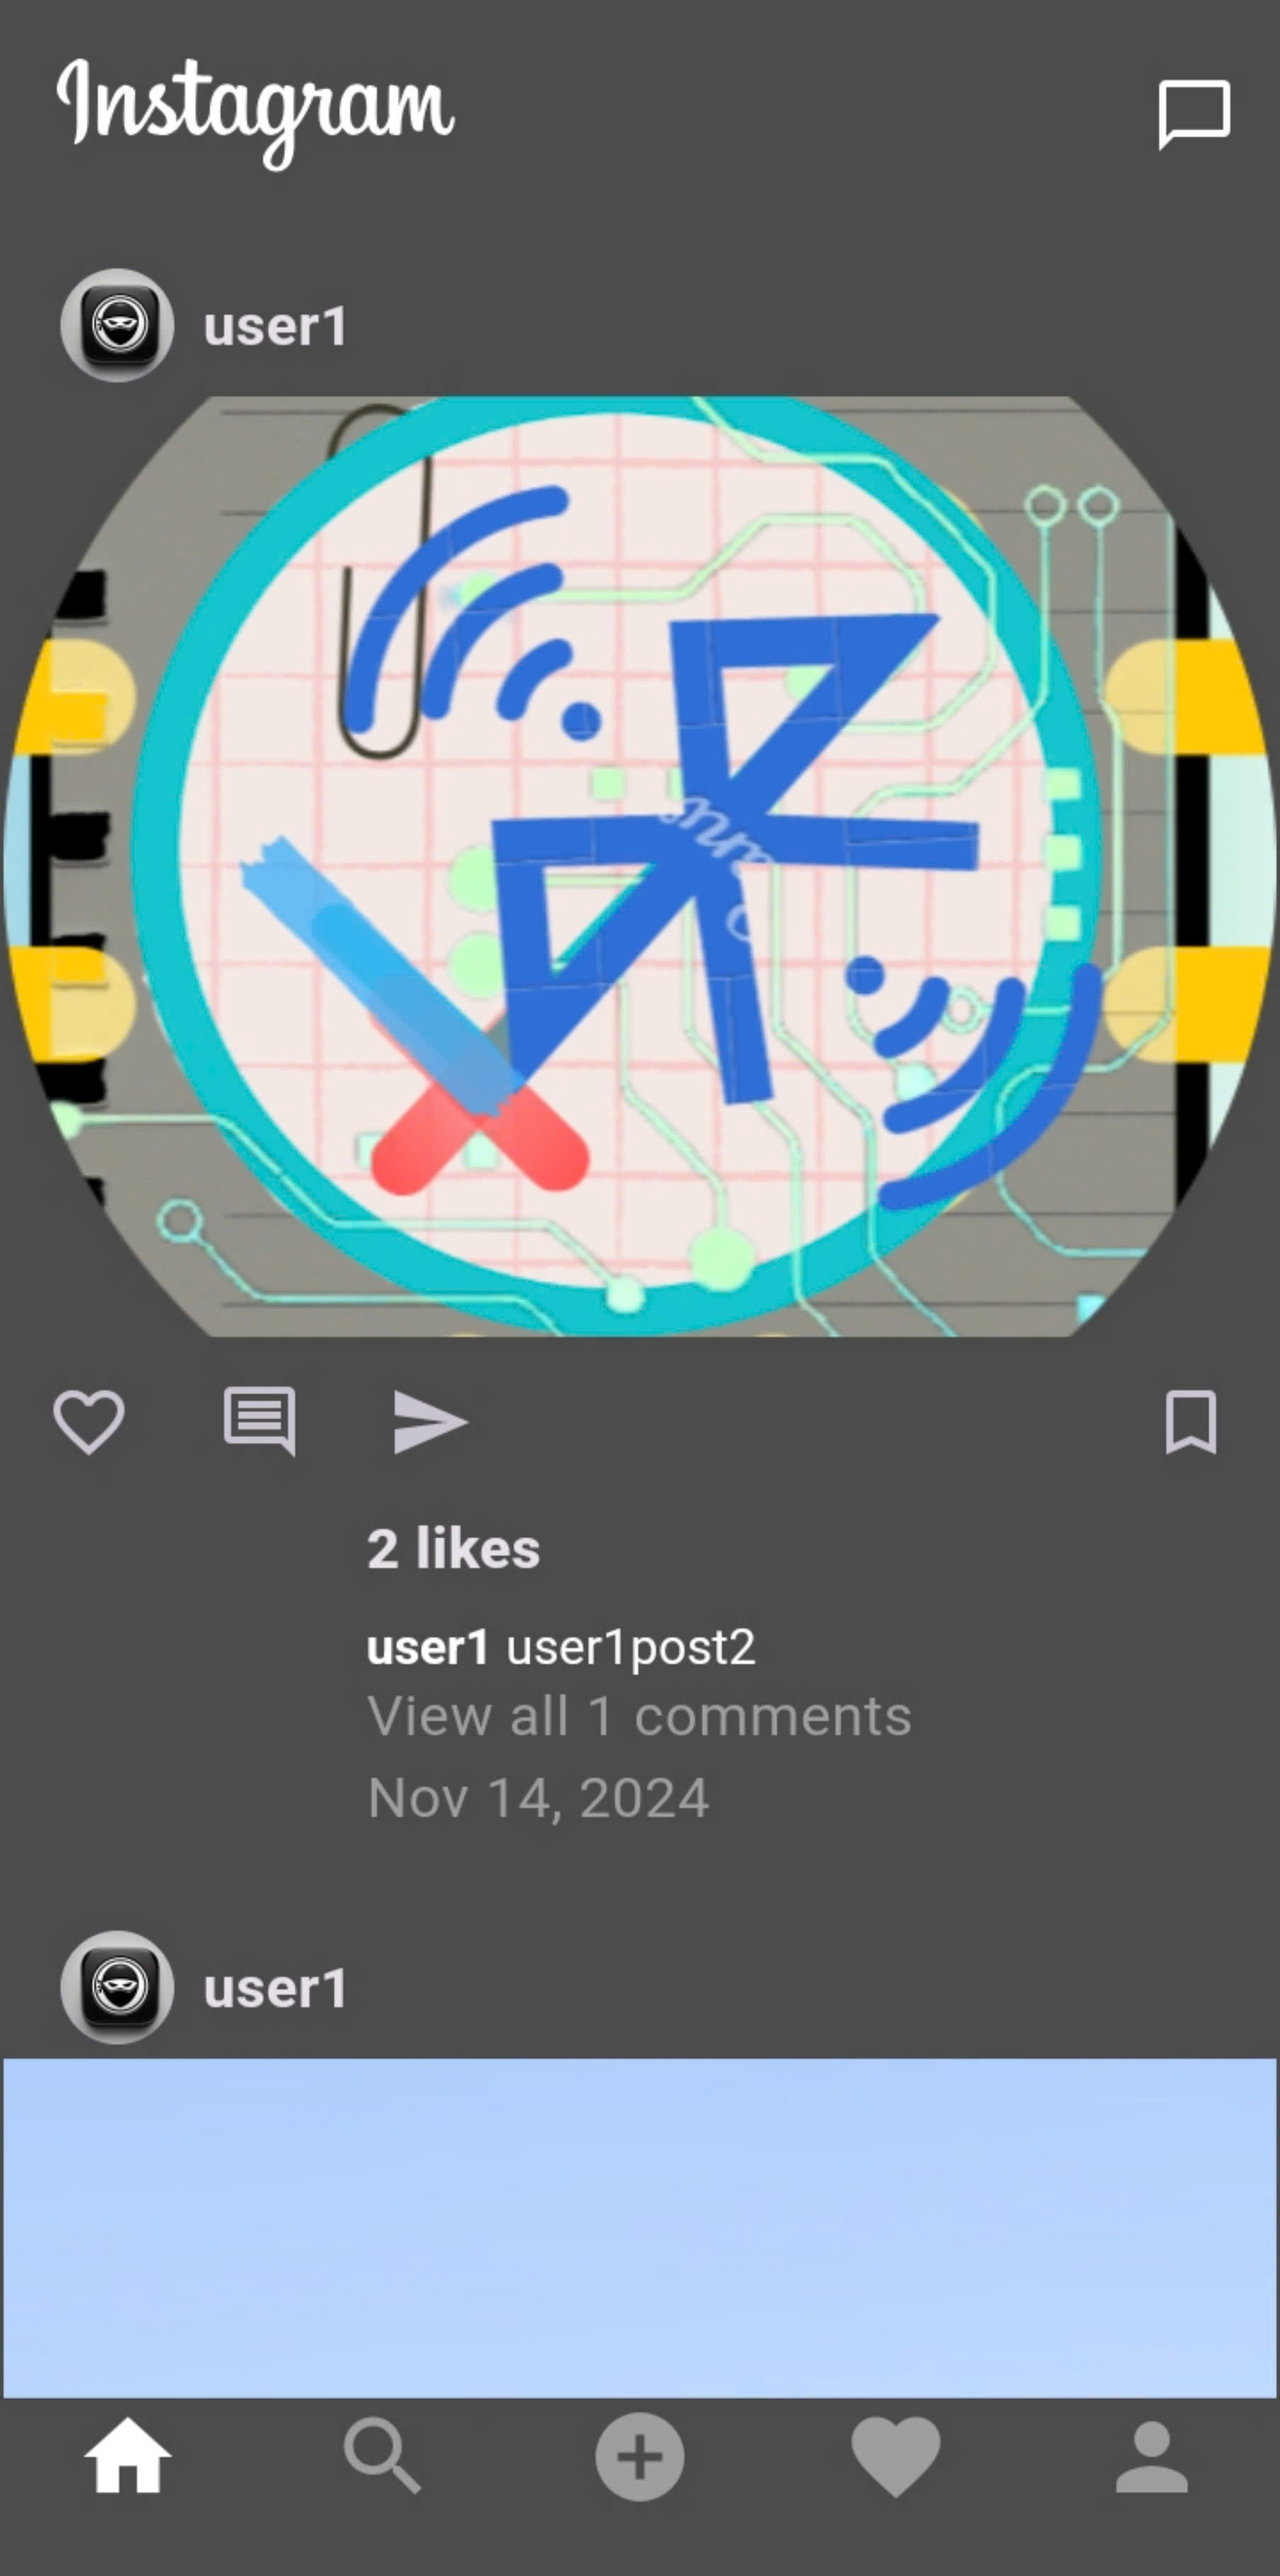 Instagram
user1
2 likes
user1 user1post2
View all 1 comments
Nov 14, 2024
user1